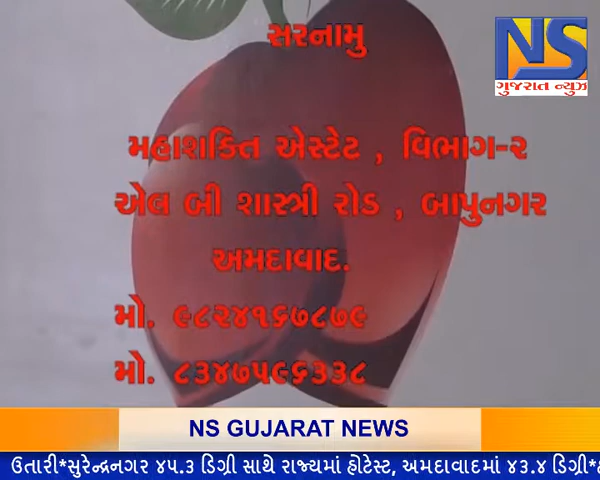 સરનામુ
NS
ગુજરાત ન્યુઝ
મહાશકિત એસ્ટેટ , વિભાગ-૨
એલ બી શાસ્ત્રી રોડ , બાપુનગર
અમદાવાદ.
મો. ૯૮૨૪૧૬૭૮૭૯
મો. ૮૩૪૭૫૯૬૩૩૮
NS GUJARAT NEWS
ઉતારી*સુરેન્દ્રનગર ૪૫.૩ ડિગ્રી સાથે રાજ્યમાં હોટેસ્ટ, અમદાવાદમાં ૪૩.૪ ડિગ્રી*